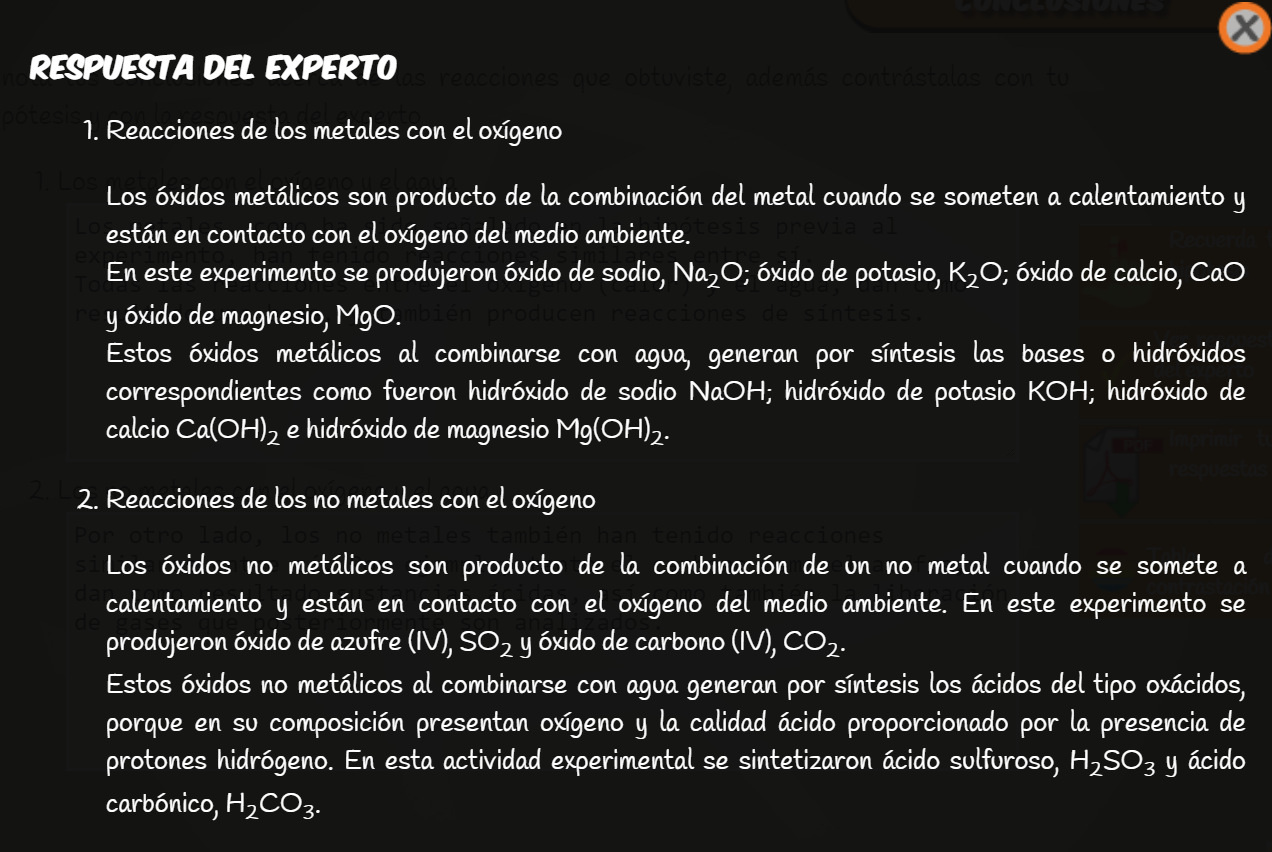 CONCLUSIONES
RESPUESTA DEL EXPERTO
1. Reacciones de los metales con el oxígeno
Los óxidos metálicos son producto de la combinación del metal cuando se someten a calentamiento y
están en contacto con el oxígeno del medio ambiente.
En este experimento se produjeron óxido de sodio, Na₂O; óxido de potasio, K₂O; óxido de calcio, CaO
y óxido de magnesio, MgO.
Estos óxidos metálicos al combinarse con agua, generan por síntesis las bases o hidróxidos
correspondientes como fueron hidróxido de sodio NaOH; hidróxido de potasio KOH; hidróxido de
calcio Ca(OH)₂ e hidróxido de magnesio Mg(OH)₂.
2. Reacciones de los no metales con el oxígeno
Los óxidos no metálicos son producto de la combinación de un no metal cuando se somete a
calentamiento y están en contacto con el oxígeno del medio ambiente. En este experimento se
produjeron óxido de azufre (IV), SO₂ y óxido de carbono (IV), CO₂.
Estos óxidos no metálicos al combinarse con agua generan por síntesis los ácidos del tipo oxácidos,
porque en su composición presentan oxígeno y la calidad ácido proporcionado por la presencia de
protones hidrógeno. En esta actividad experimental se sintetizaron ácido sulfuroso, H₂SO₃ y ácido
carbónico, H₂CO₃.